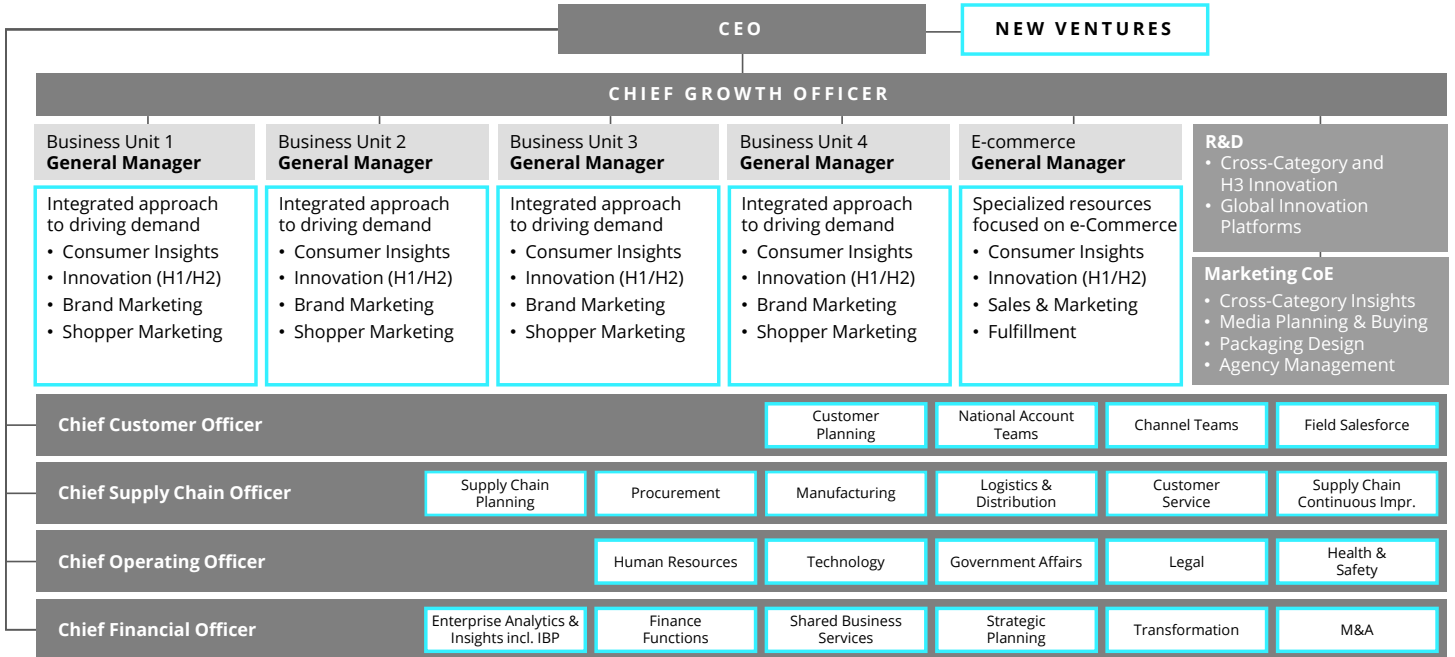 CEO
NEW VENTURES
CHIEF GROWTH OFFICER
Business Unit 1
General Manager
Integrated approach
to driving demand
• Consumer Insights
• Innovation (H1/H2)
• Brand Marketing
• Shopper Marketing
Business Unit 2
General Manager
Integrated approach
to driving demand
• Consumer Insights
• Innovation (H1/H2)
• Brand Marketing
• Shopper Marketing
Business Unit 3
General Manager
Integrated approach
to driving demand
• Consumer Insights
• Innovation (H1/H2)
• Brand Marketing
• Shopper Marketing
Business Unit 4
General Manager
Integrated approach
to driving demand
• Consumer Insights
• Innovation (H1/H2)
• Brand Marketing
• Shopper Marketing
E-commerce
General Manager
Specialized resources
focused on e-Commerce
• Consumer Insights
• Innovation (H1/H2)
• Sales & Marketing
• Fulfillment
R&D
• Cross-Category and
H3 Innovation
• Global Innovation
Platforms
Marketing CoE
• Cross-Category Insights
• Media Planning & Buying
• Packaging Design
• Agency Management
Chief Customer Officer
Customer
Planning
National Account
Teams
Channel Teams
Field Salesforce
Chief Supply Chain Officer
Supply Chain
Planning
Procurement
Manufacturing
Logistics &
Distribution
Customer
Service
Supply Chain
Continuous Impr.
Chief Operating Officer
Human Resources
Technology
Government Affairs
Legal
Health &
Safety
Chief Financial Officer
Enterprise Analytics &
Insights incl. IBP
Finance
Functions
Shared Business
Services
Strategic
Planning
Transformation
M&A